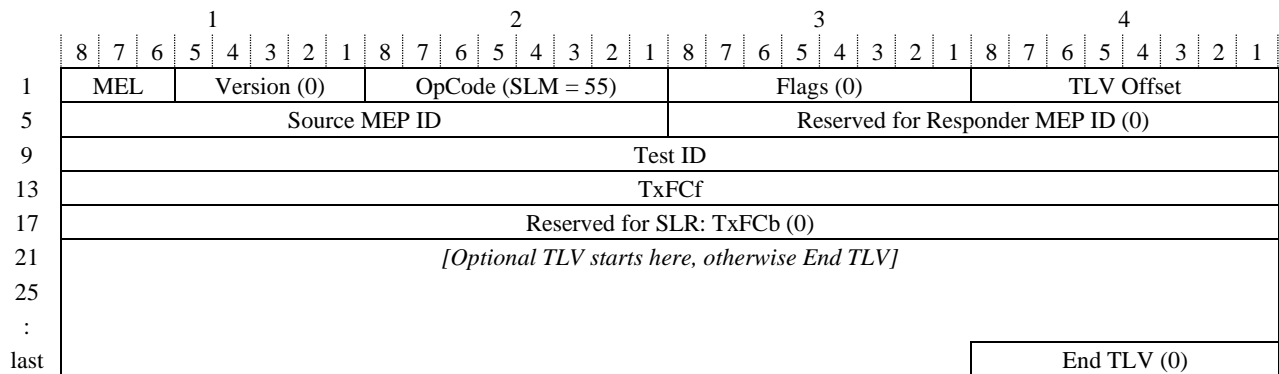 1 2 3 4
8 7 6 5 4 3 2 1 8 7 6 5 4 3 2 1 8 7 6 5 4 3 2 1 8 7 6 5 4 3 2 1
1 MEL Version (0) OpCode (SLM = 55) Flags (0) TLV Offset
5 Source MEP ID Reserved for Responder MEP ID (0)
9 Test ID
13 TxFCf
17 Reserved for SLR: TxFCb (0)
21 [Optional TLV starts here, otherwise End TLV]
25
:
last End TLV (0)